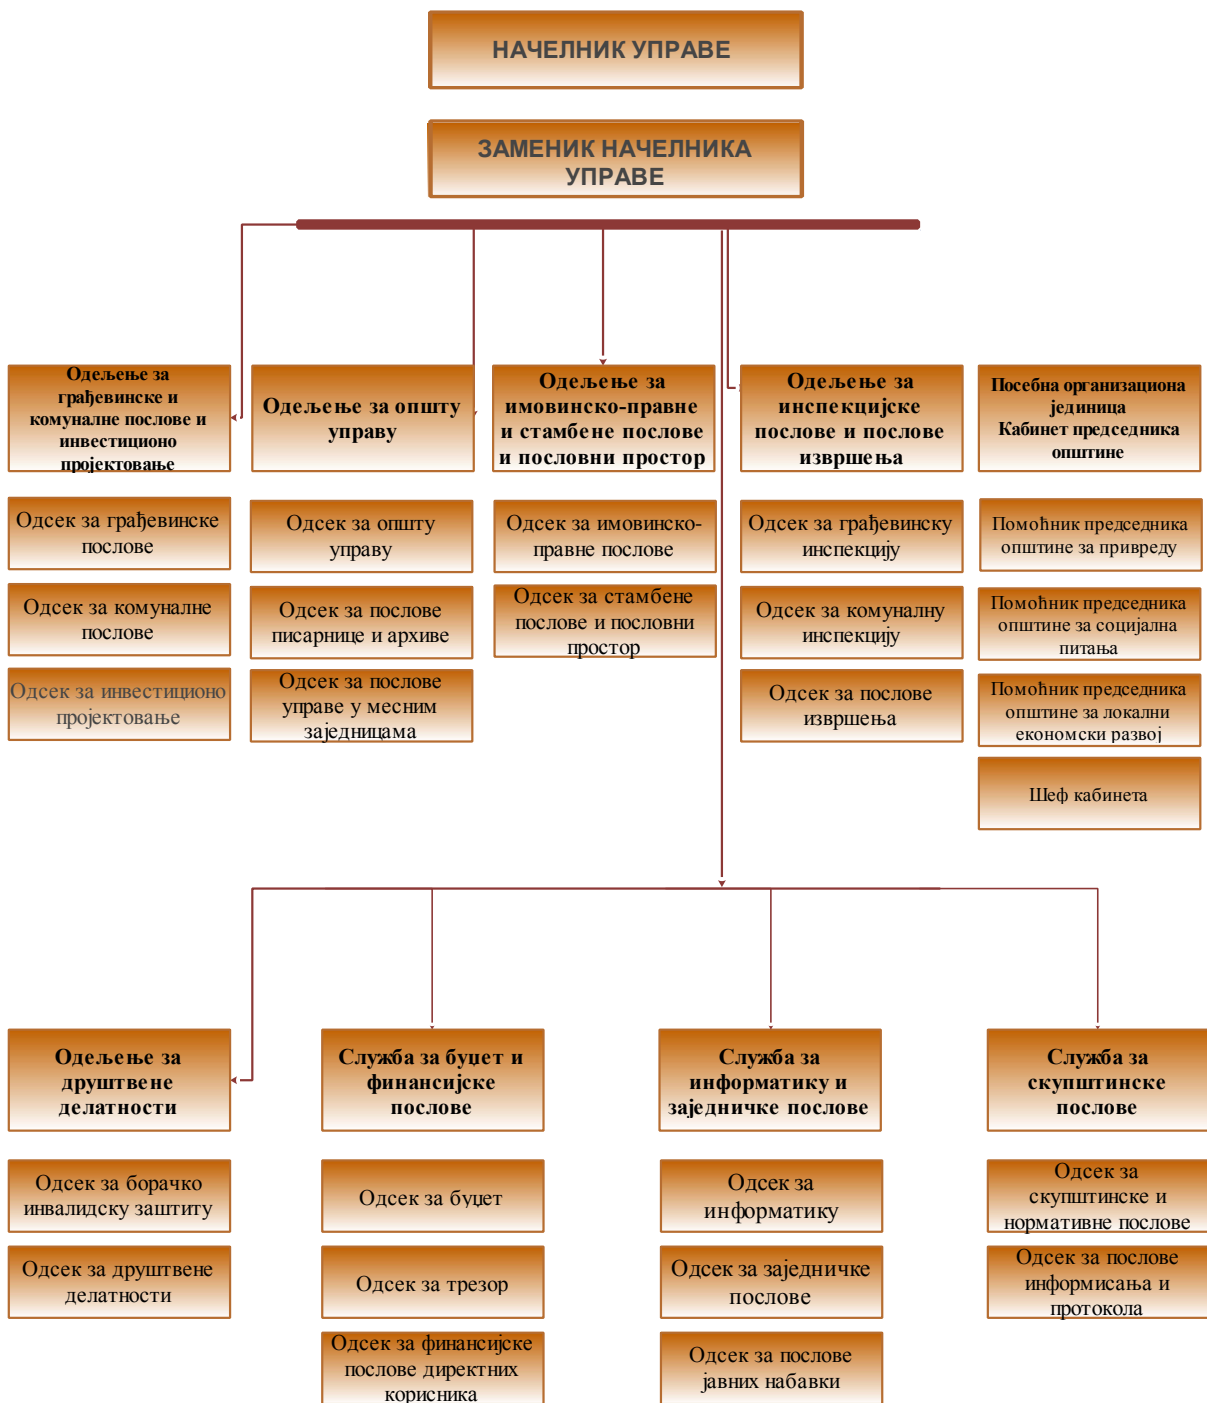 НАЧЕЛНИК УПРАВЕ
ЗАМЕНИК НАЧЕЛНИКА
УПРАВЕ
Одељење за
грађевинске и
комуналне послове и
инвестиционо
пројектовање
Одсек за грађевинске
послове
Одсек за комуналне
послове
Одсек за инвестиционо
пројектовање
Одељење за општу
управу
Одсек за општу
управу
Одсек за послове
писарнице и архиве
Одсек за послове
управе у месним
заједницама
Одељење за
имовинско-правне
и стамбене послове
и пословни простор
Одсек за имовинско-
правне послове
Одсек за стамбене
послове и пословни
простор
Одељење за
инспекцијске
послове и послове
извршења
Одсек за грађевинску
инспекцију
Одсек за комуналну
инспекцију
Одсек за послове
извршења
Посебна организациона
јединица
Кабинет председника
општине
Помоћник председника
општине за привреду
Помоћник председника
општине за социјална
питања
Помоћник председника
општине за локални
економски развој
Шеф кабинета
Одељење за
друштвене
делатности
Одсек за борачко
инвалидску заштиту
Одсек за друштвене
делатности
Служба за буџет и
финансијске
послове
Одсек за буџет
Одсек за трезор
Одсек за финансијске
послове директних
корисника
Служба за
информатику и
заједничке послове
Одсек за
информатику
Одсек за заједничке
послове
Одсек за послове
јавних набавки
Служба за
скупштинске
послове
Одсек за
скупштинске и
нормативне послове
Одсек за послове
информисања и
протокола